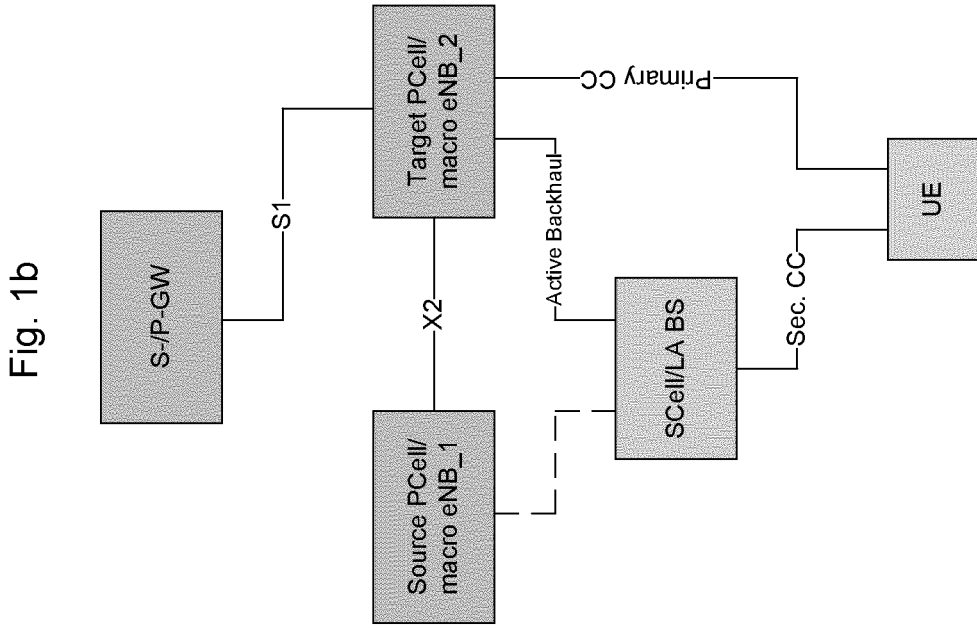 Fig. 1b
S-/P-GW
S1
Source PCell/
macro eNB_1
X2
Target PCell/
macro eNB_2
Active Backhaul
Primary CC
SCell/LA BS
Sec. CC
UE